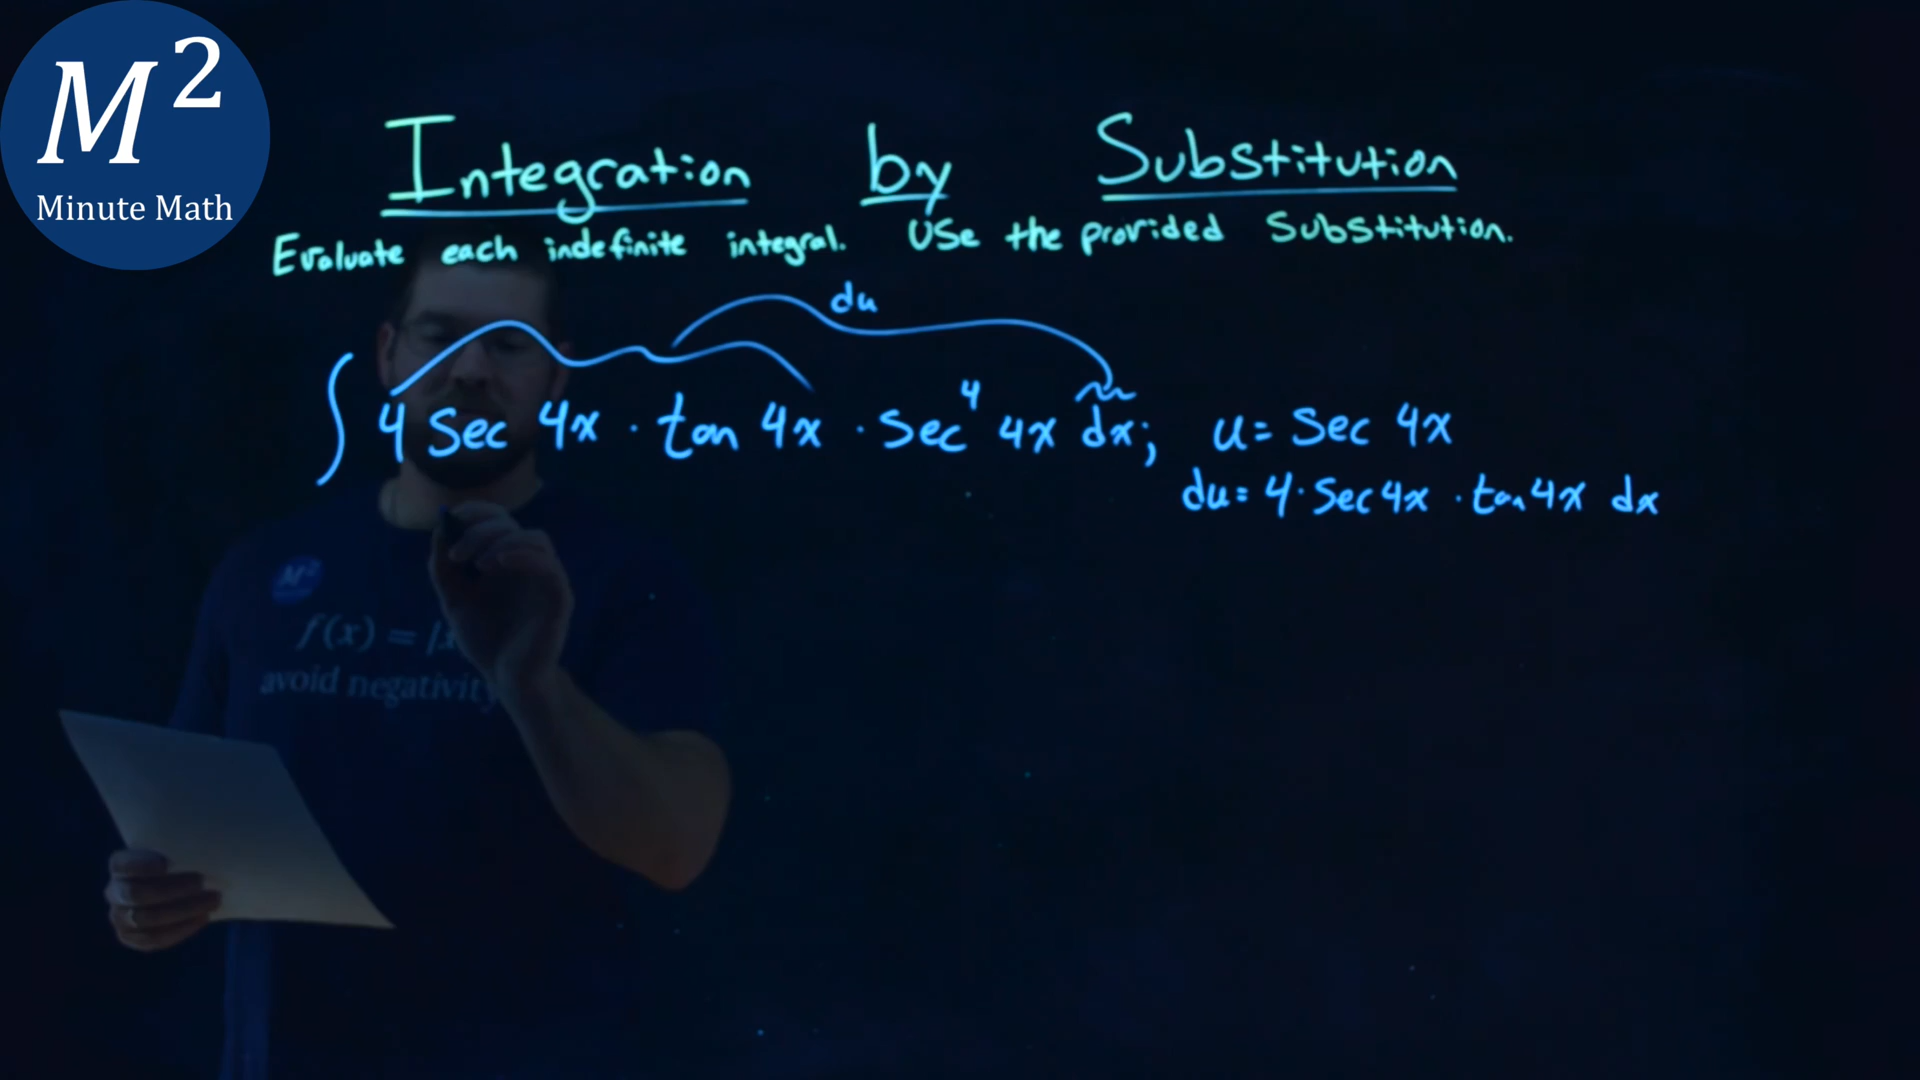 M²
Minute Math
Integration by Substitution
Evaluate each indefinite integral. Use the provided Substitution.
du
∫ 4 Sec 4x · tan 4x · Sec⁴ 4x dx; u = Sec 4x
du = 4 · Sec 4x · tan 4x dx
M²
f(x) =
avoid negativity